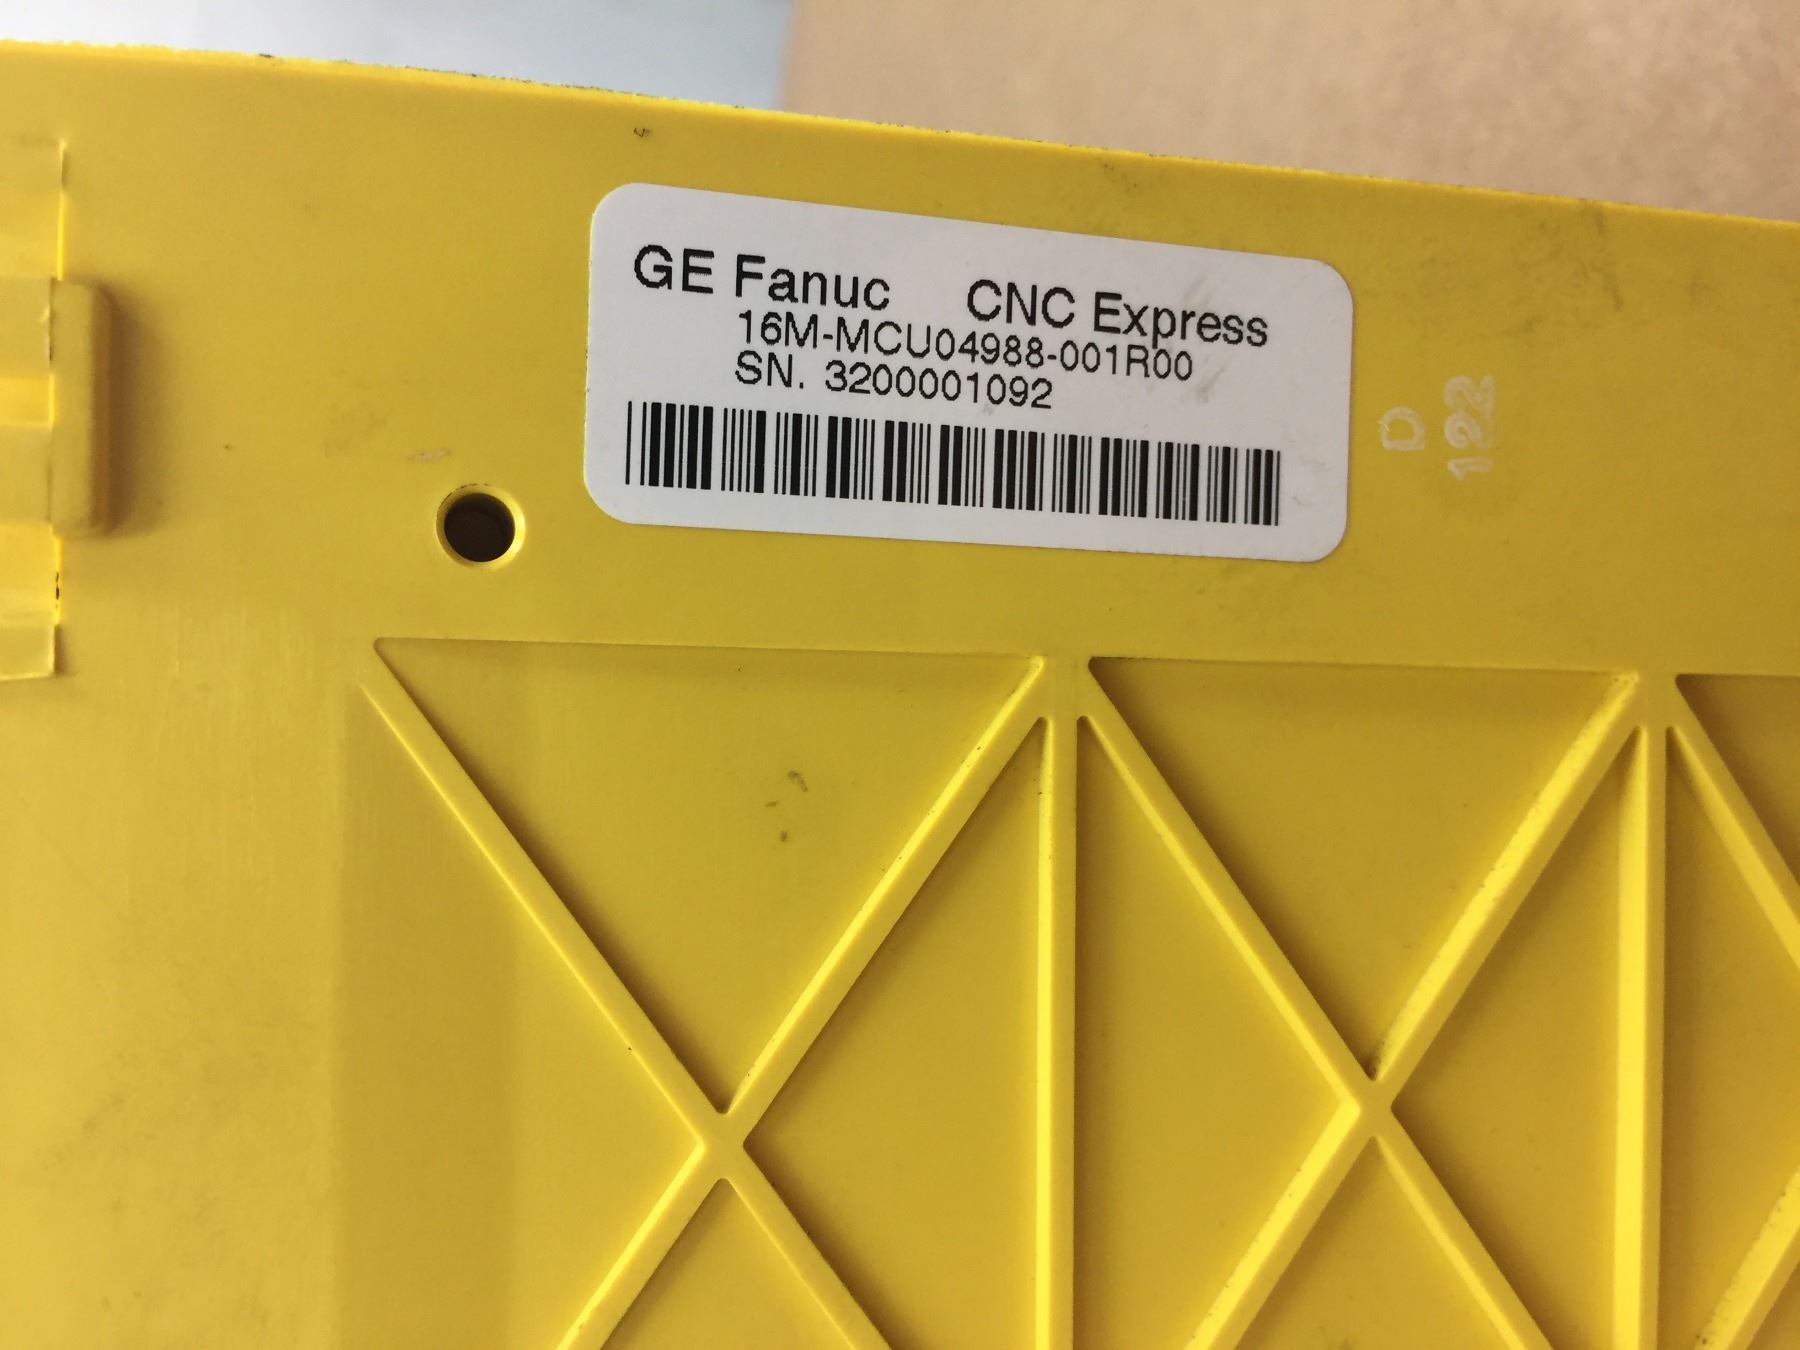 GE Fanuc CNC Express
16M-MCU04988-001R00
SN. 3200001092
D
122